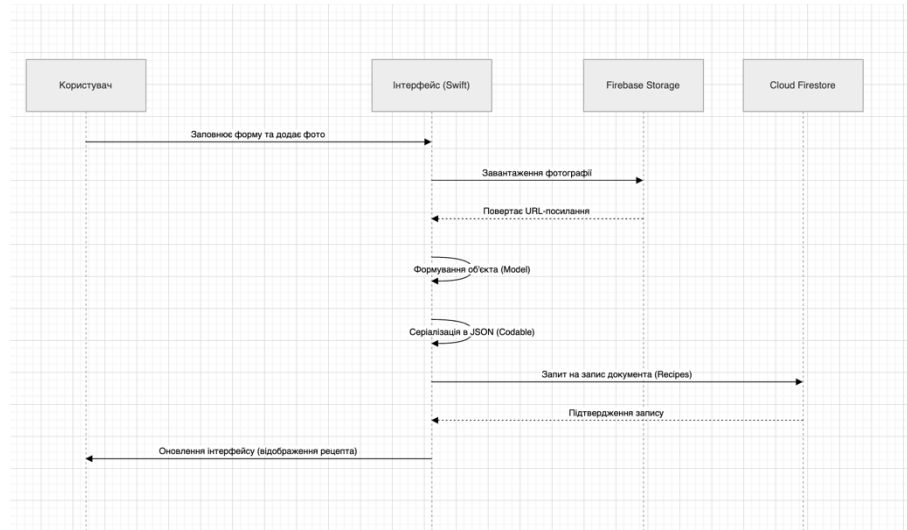 Користувач
Інтерфейс (Swift)
Firebase Storage
Cloud Firestore
Заповнює форму та додає фото
Завантаження фотографії
Повертає URL-посилання
Формування об'єкта (Model)
Серіалізація в JSON (Codable)
Запит на запис документа (Recipes)
Підтвердження запису
Оновлення інтерфейсу (відображення рецепта)